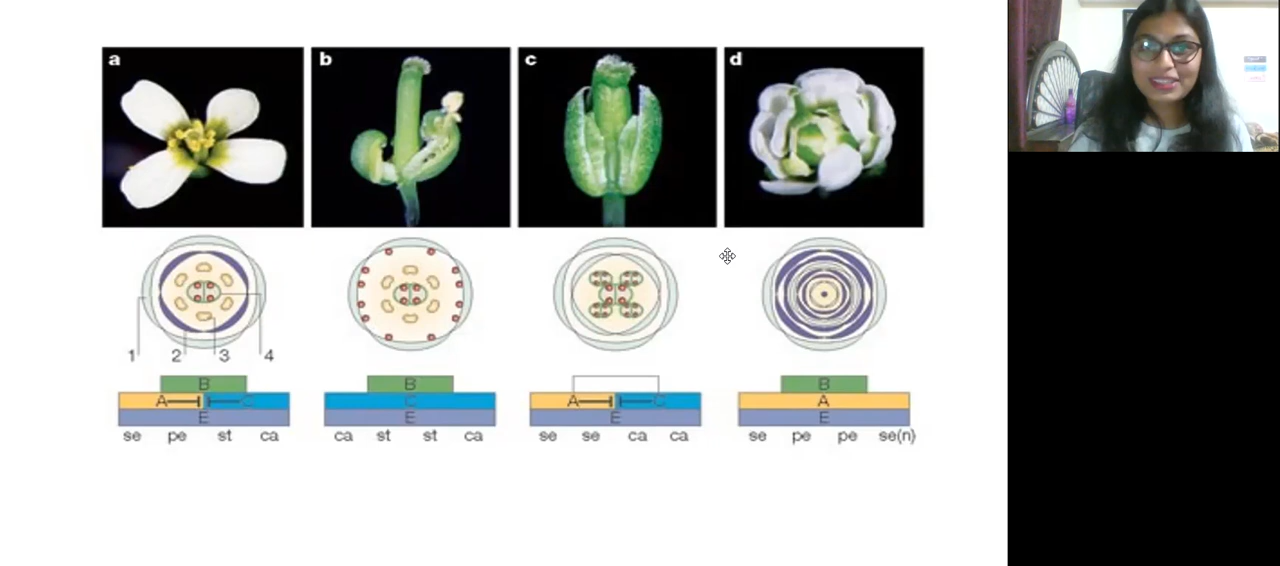 a b c d
1 2 3 4
B B B
A C C A C A
E E E E
se pe st ca ca st st ca se se ca ca se pe pe se(n)